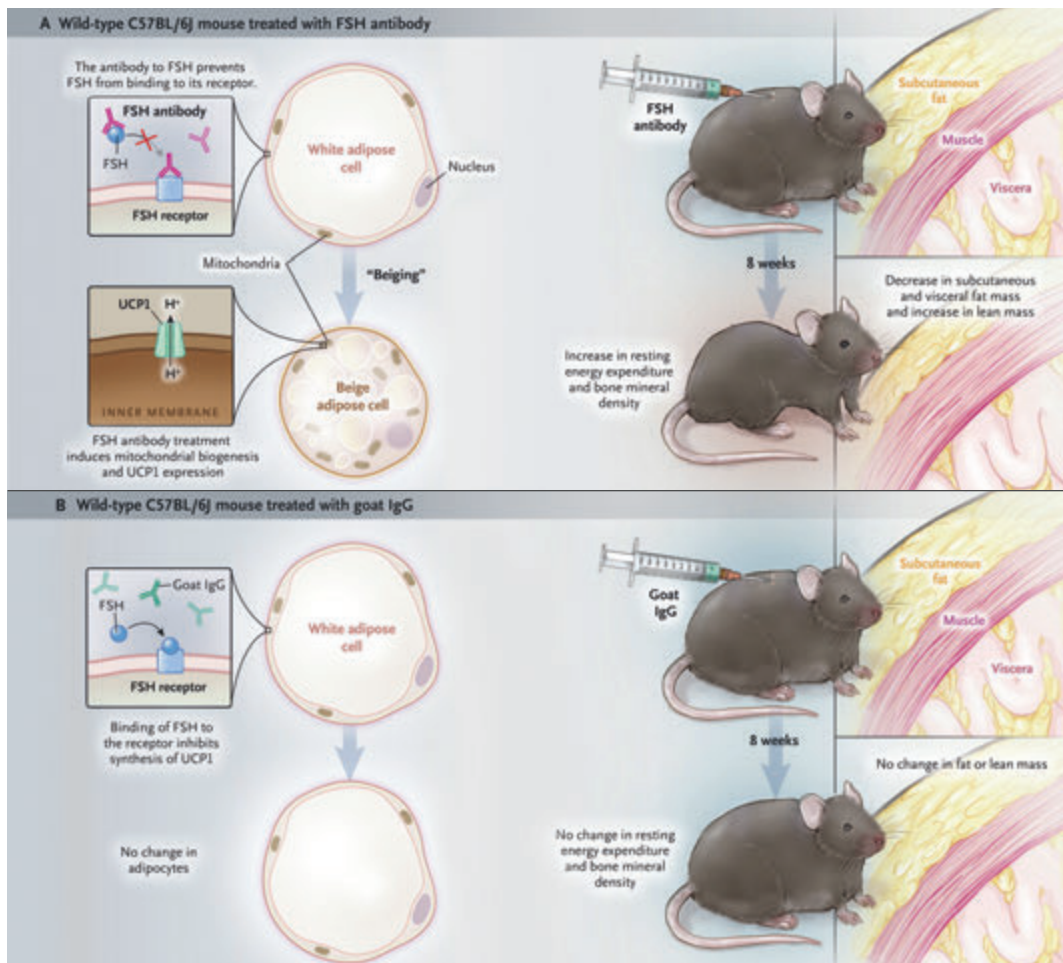 A Wild-type C57BL/6J mouse treated with FSH antibody
The antibody to FSH prevents
FSH from binding to its receptor.
FSH antibody
FSH
FSH receptor
White adipose
cell
Nucleus
Mitochondria
"Beiging"
UCP1
H⁺
H⁺
INNER MEMBRANE
Beige
adipose cell
FSH antibody treatment
induces mitochondrial biogenesis
and UCP1 expression
FSH
antibody
Subcutaneous
fat
Muscle
Viscera
8 weeks
Increase in resting
energy expenditure
and bone mineral
density
Decrease in subcutaneous
and visceral fat mass
and increase in lean mass
B Wild-type C57BL/6J mouse treated with goat IgG
Goat IgG
FSH
FSH receptor
White adipose
cell
Binding of FSH to
the receptor inhibits
synthesis of UCP1
No change in
adipocytes
Goat
IgG
Subcutaneous
fat
Muscle
Viscera
8 weeks
No change in resting
energy expenditure
and bone mineral
density
No change in fat or lean mass